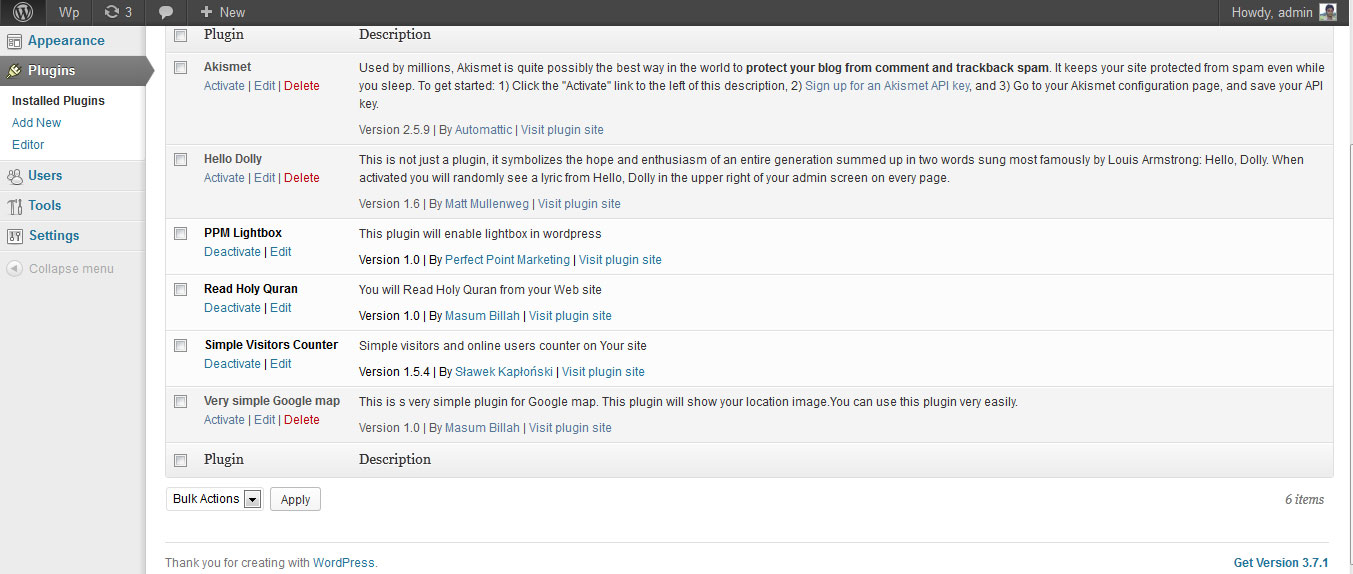 Wp 3 New Howdy, admin
Appearance
Plugins
Installed Plugins
Add New
Editor
Users
Tools
Settings
Collapse menu
Plugin Description
Akismet
Activate | Edit | Delete
Used by millions, Akismet is quite possibly the best way in the world to protect your blog from comment and trackback spam. It keeps your site protected from spam even while
you sleep. To get started: 1) Click the "Activate" link to the left of this description, 2) Sign up for an Akismet API key, and 3) Go to your Akismet configuration page, and save your API
key.
Version 2.5.9 | By Automattic | Visit plugin site
Hello Dolly
Activate | Edit | Delete
This is not just a plugin, it symbolizes the hope and enthusiasm of an entire generation summed up in two words sung most famously by Louis Armstrong: Hello, Dolly. When
activated you will randomly see a lyric from Hello, Dolly in the upper right of your admin screen on every page.
Version 1.6 | By Matt Mullenweg | Visit plugin site
PPM Lightbox
Deactivate | Edit
This plugin will enable lightbox in wordpress
Version 1.0 | By Perfect Point Marketing | Visit plugin site
Read Holy Quran
Deactivate | Edit
You will Read Holy Quran from your Web site
Version 1.0 | By Masum Billah | Visit plugin site
Simple Visitors Counter
Deactivate | Edit
Simple visitors and online users counter on Your site
Version 1.5.4 | By Sławek Kapłoński | Visit plugin site
Very simple Google map
Activate | Edit | Delete
This is s very simple plugin for Google map. This plugin will show your location image.You can use this plugin very easily.
Version 1.0 | By Masum Billah | Visit plugin site
Plugin Description
Bulk Actions Apply 6 items
Thank you for creating with WordPress. Get Version 3.7.1